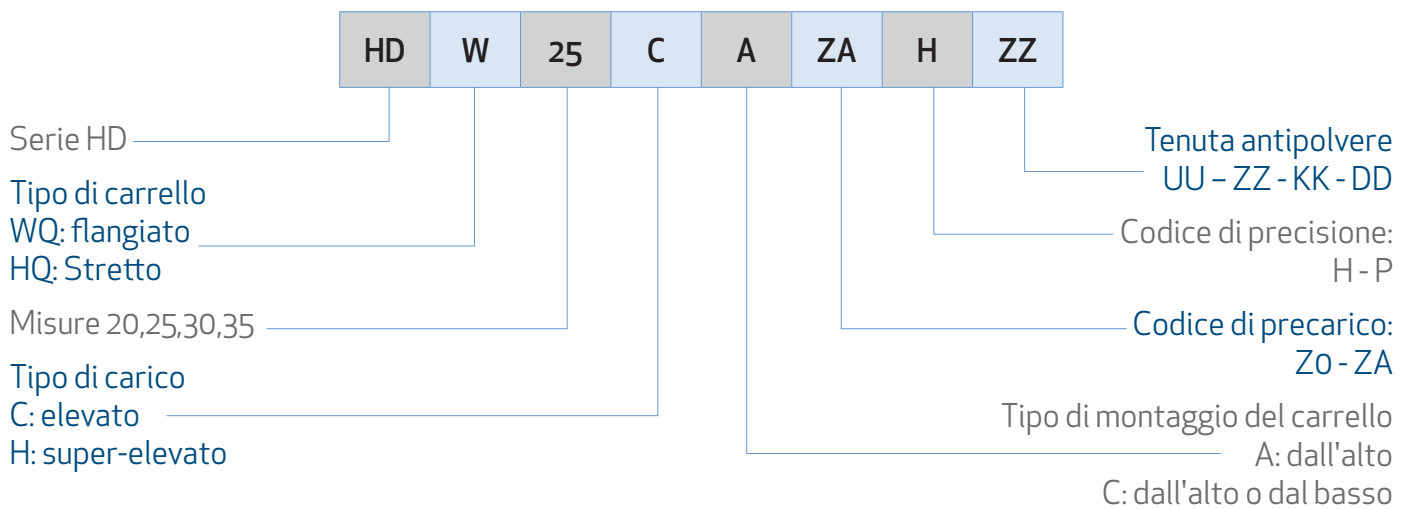 HD W 25 C A ZA H ZZ
Serie HD
Tipo di carrello
WQ: flangiato
HQ: Stretto
Misure 20,25,30,35
Tipo di carico
C: elevato
H: super-elevato
Tenuta antipolvere
UU – ZZ - KK - DD
Codice di precisione:
H - P
Codice di precarico:
Z0 - ZA
Tipo di montaggio del carrello
A: dall'alto
C: dall'alto o dal basso